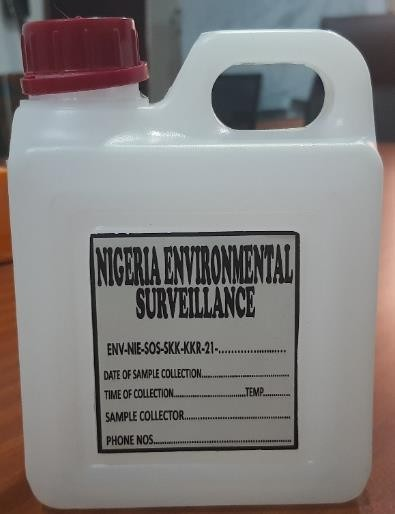 NIGERIA ENVIRONMENTAL
SURVEILLANCE
ENV-NIE-SOS-SKK-KKR-21-....................
DATE OF SAMPLE COLLECTION..............................
TIME OF COLLECTION..........................TEMP...........
SAMPLE COLLECTOR....................................
PHONE NOS...............................................